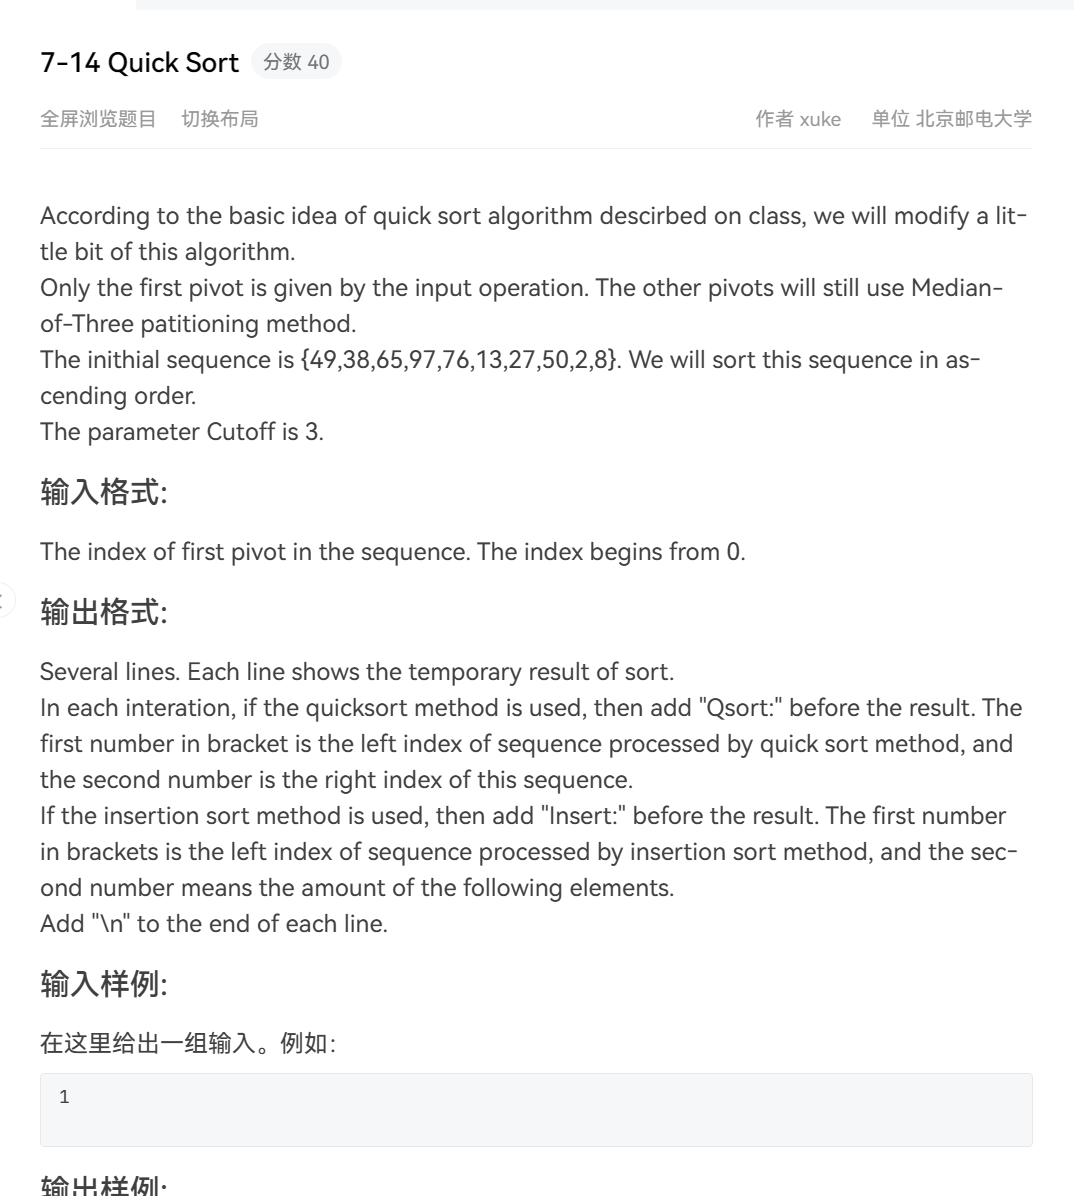 7-14 Quick Sort 分数 40
全屏浏览题目 切换布局 作者 xuke 单位 北京邮电大学
According to the basic idea of quick sort algorithm descirbed on class, we will modify a lit-
tle bit of this algorithm.
Only the first pivot is given by the input operation. The other pivots will still use Median-
of-Three patitioning method.
The inithial sequence is {49,38,65,97,76,13,27,50,2,8}. We will sort this sequence in as-
cending order.
The parameter Cutoff is 3.
输入格式:
The index of first pivot in the sequence. The index begins from 0.
输出格式:
Several lines. Each line shows the temporary result of sort.
In each interation, if the quicksort method is used, then add "Qsort:" before the result. The
first number in bracket is the left index of sequence processed by quick sort method, and
the second number is the right index of this sequence.
If the insertion sort method is used, then add "Insert:" before the result. The first number
in brackets is the left index of sequence processed by insertion sort method, and the sec-
ond number means the amount of the following elements.
Add "\n" to the end of each line.
输入样例:
在这里给出一组输入。例如：
1
输出样例: